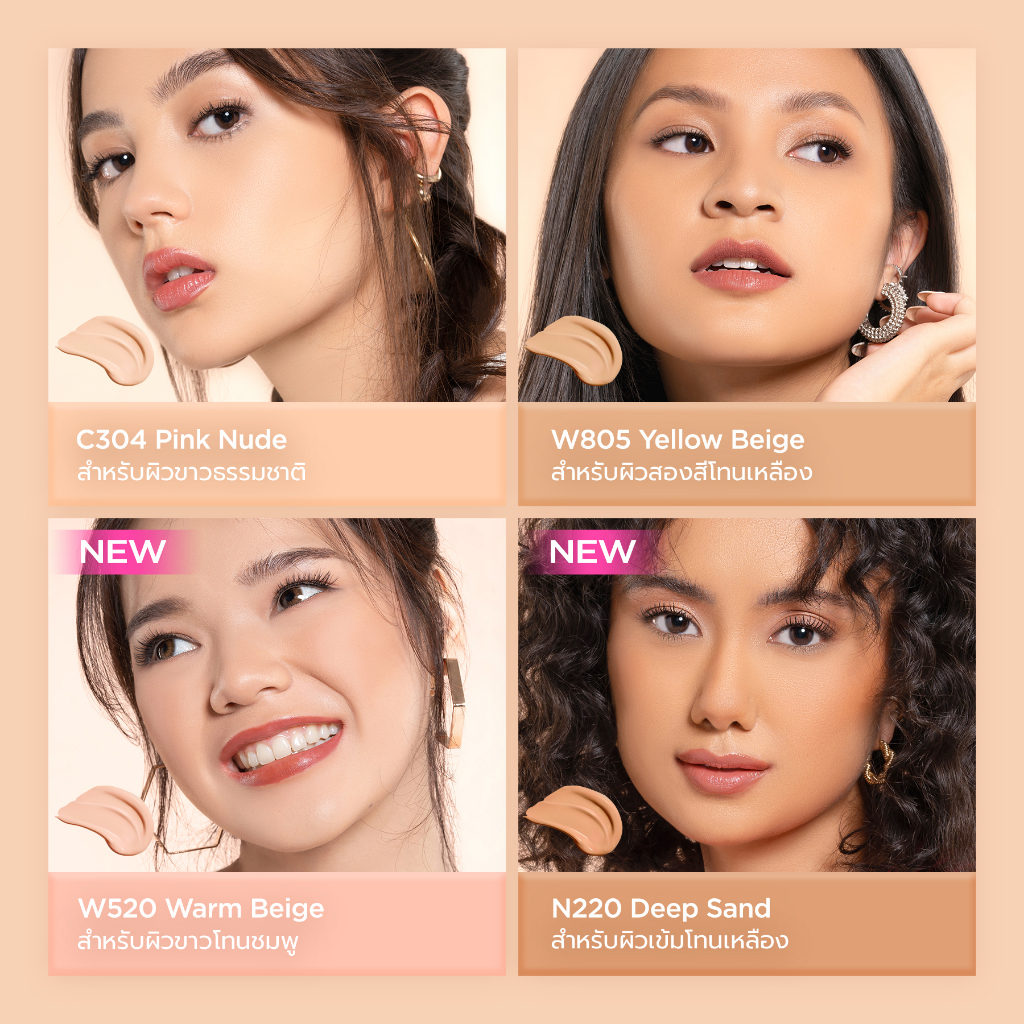 C304 Pink Nude
สำหรับผิวขาวธรรมชาติ
W805 Yellow Beige
สำหรับผิวสองสีโทนเหลือง
NEW
W520 Warm Beige
สำหรับผิวขาวโทนชมพู
NEW
N220 Deep Sand
สำหรับผิวเข้มโทนเหลือง